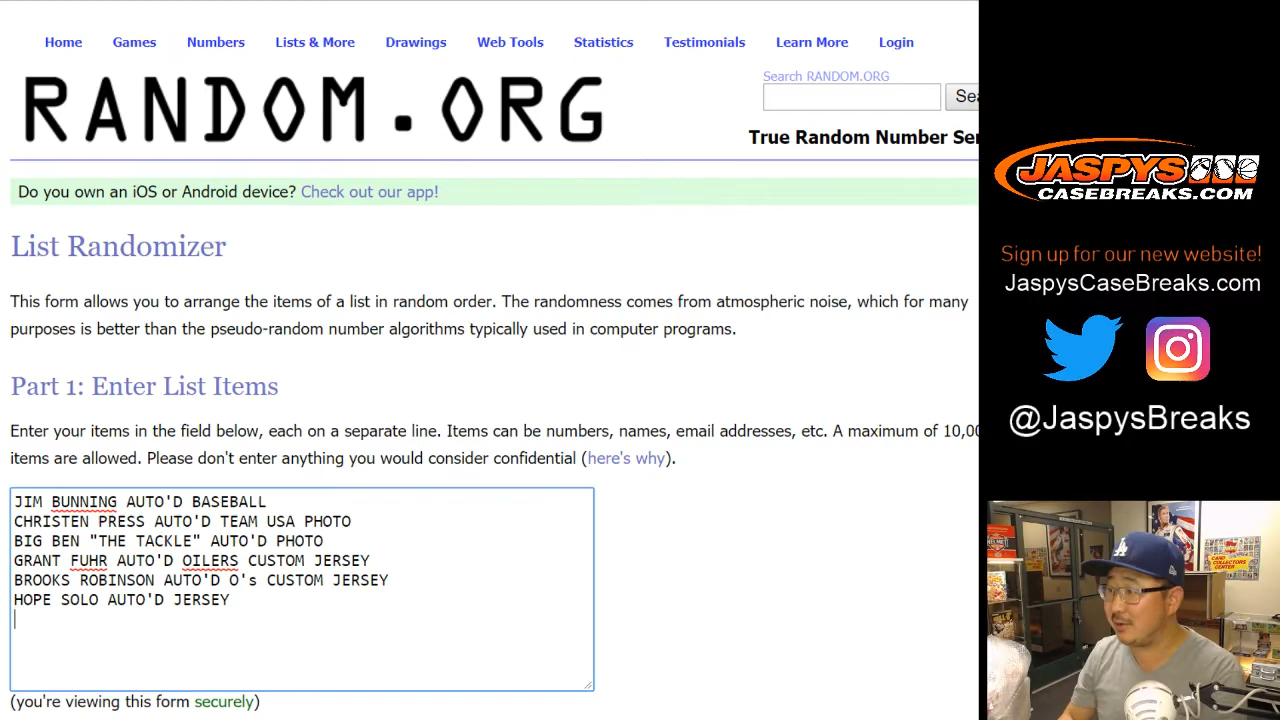 Home Games Numbers Lists & More Drawings Web Tools Statistics Testimonials Learn More Login
RANDOM.ORG
Search RANDOM.ORG
True Random Number Ser
Do you own an iOS or Android device? Check out our app!
List Randomizer
This form allows you to arrange the items of a list in random order. The randomness comes from atmospheric noise, which for many
purposes is better than the pseudo-random number algorithms typically used in computer programs.
Part 1: Enter List Items
Enter your items in the field below, each on a separate line. Items can be numbers, names, email addresses, etc. A maximum of 10,00
items are allowed. Please don't enter anything you would consider confidential (here's why).
JIM BUNNING AUTO'D BASEBALL
CHRISTEN PRESS AUTO'D TEAM USA PHOTO
BIG BEN "THE TACKLE" AUTO'D PHOTO
GRANT FUHR AUTO'D OILERS CUSTOM JERSEY
BROOKS ROBINSON AUTO'D O's CUSTOM JERSEY
HOPE SOLO AUTO'D JERSEY
(you're viewing this form securely)
JASPYS
CASEBREAKS.COM
Sign up for our new website!
JaspysCaseBreaks.com
@JaspysBreaks